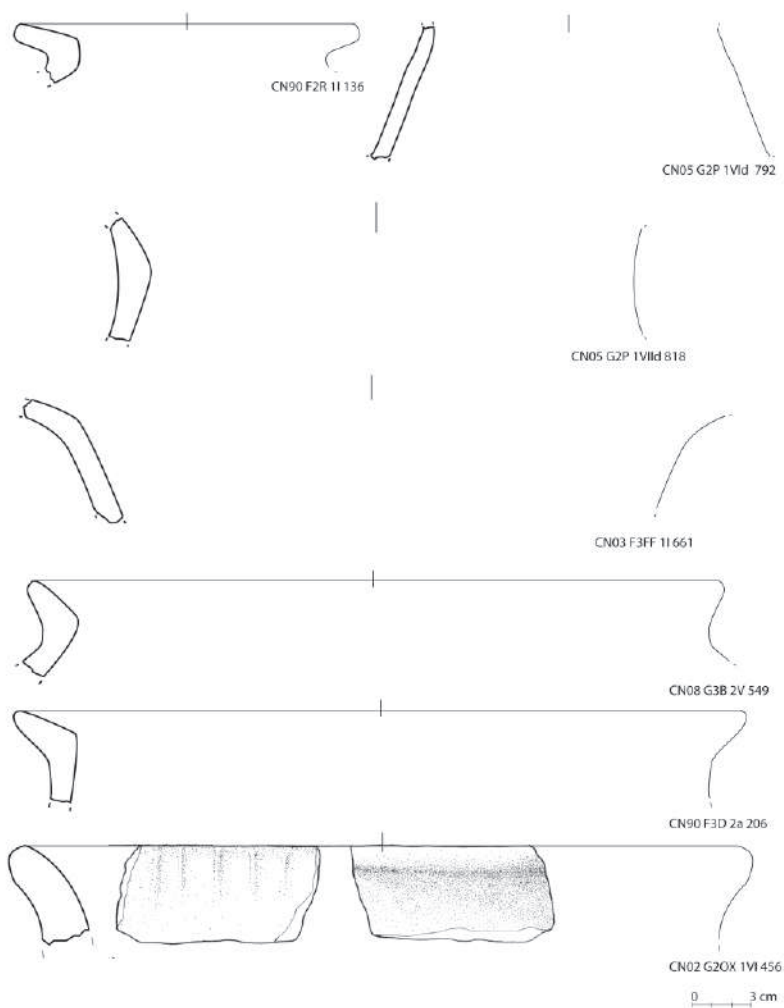 CN90 F2R 1I 136
CN05 G2P 1VId 792
CN05 G2P 1VIId 818
CN03 F3FF 1I 661
CN08 G3B 2V 549
CN90 F3D 2a 206
CN02 G2OX 1VI 456
0 3 cm